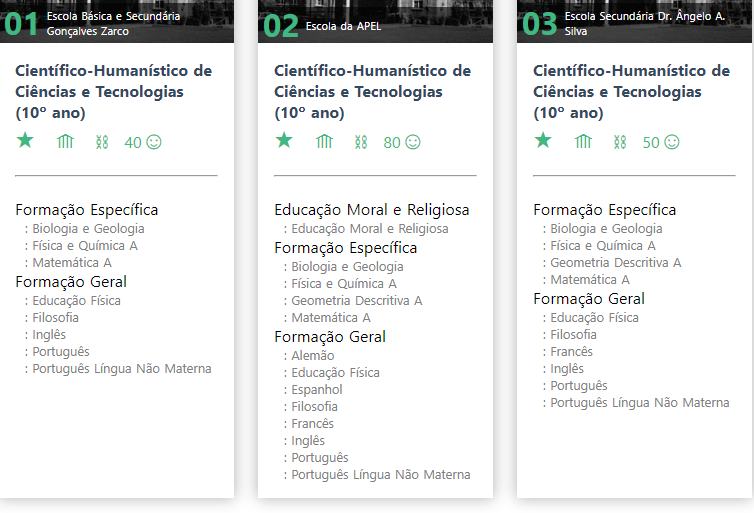 01 Escola Básica e Secundária
Gonçalves Zarco
Científico-Humanístico de
Ciências e Tecnologias
(10º ano)
40
Formação Específica
: Biologia e Geologia
: Física e Química A
: Matemática A
Formação Geral
: Educação Física
: Filosofia
: Inglês
: Português
: Português Língua Não Materna
02 Escola da APEL
Científico-Humanístico de
Ciências e Tecnologias
(10º ano)
80
Educação Moral e Religiosa
: Educação Moral e Religiosa
Formação Específica
: Biologia e Geologia
: Física e Química A
: Geometria Descritiva A
: Matemática A
Formação Geral
: Alemão
: Educação Física
: Espanhol
: Filosofia
: Francês
: Inglês
: Português
: Português Língua Não Materna
03 Escola Secundária Dr. Ângelo A.
Silva
Científico-Humanístico de
Ciências e Tecnologias
(10º ano)
50
Formação Específica
: Biologia e Geologia
: Física e Química A
: Geometria Descritiva A
: Matemática A
Formação Geral
: Educação Física
: Filosofia
: Francês
: Inglês
: Português
: Português Língua Não Materna